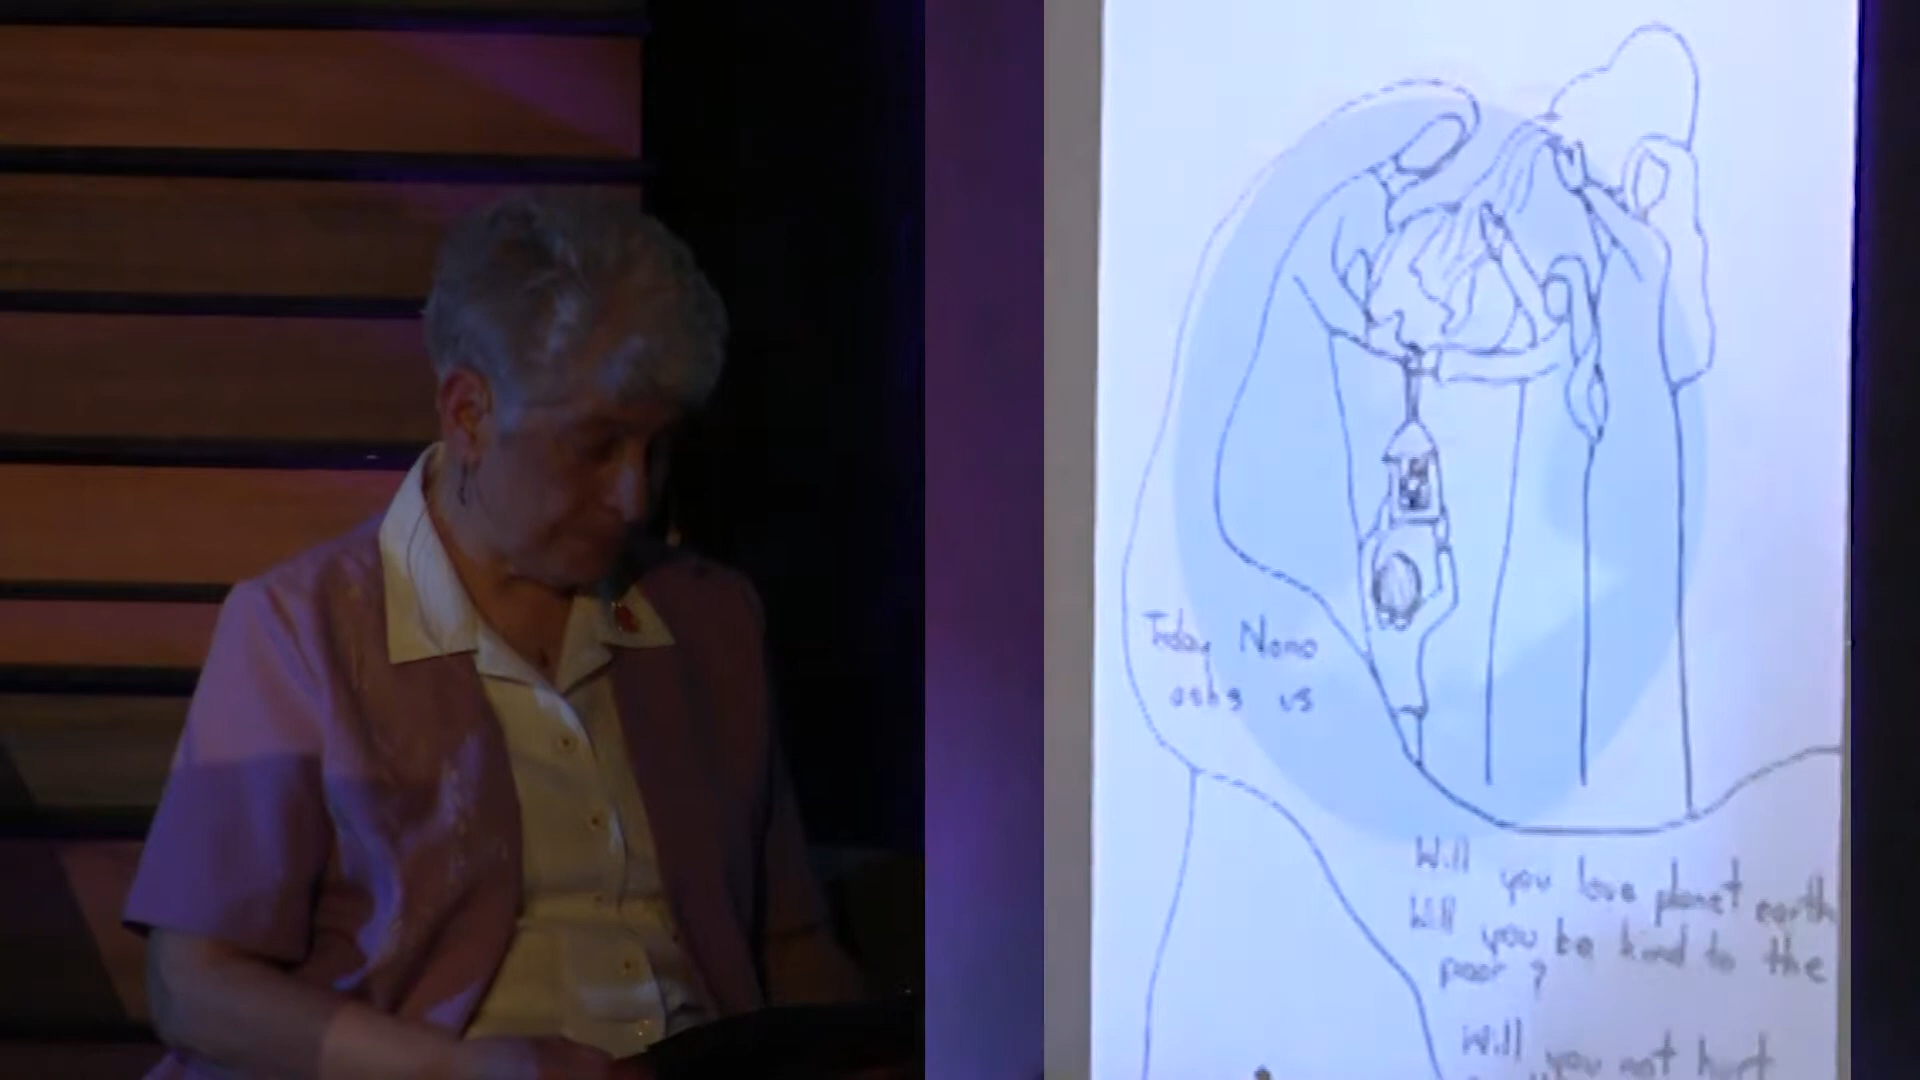 Today Nono
asks us
Will you love planet earth
Will you be kind to the
poor ?
Will you not hurt